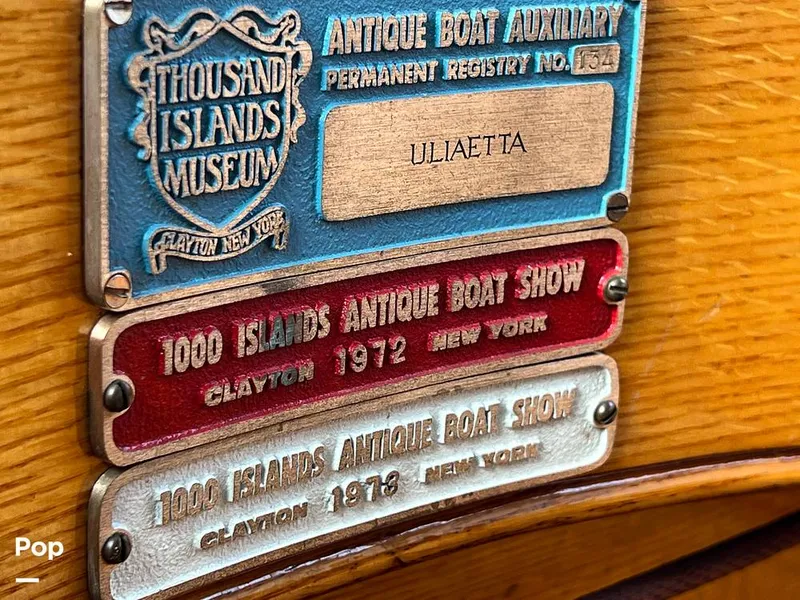 THOUSAND
ISLANDS
MUSEUM
CLAYTON NEW YORK
ANTIQUE BOAT AUXILIARY
PERMANENT REGISTRY NO. 134
ULIAETTA
1000 ISLANDS ANTIQUE BOAT SHOW
CLAYTON 1972 NEW YORK
1000 ISLANDS ANTIQUE BOAT SHOW
CLAYTON 1973 NEW YORK
Pop